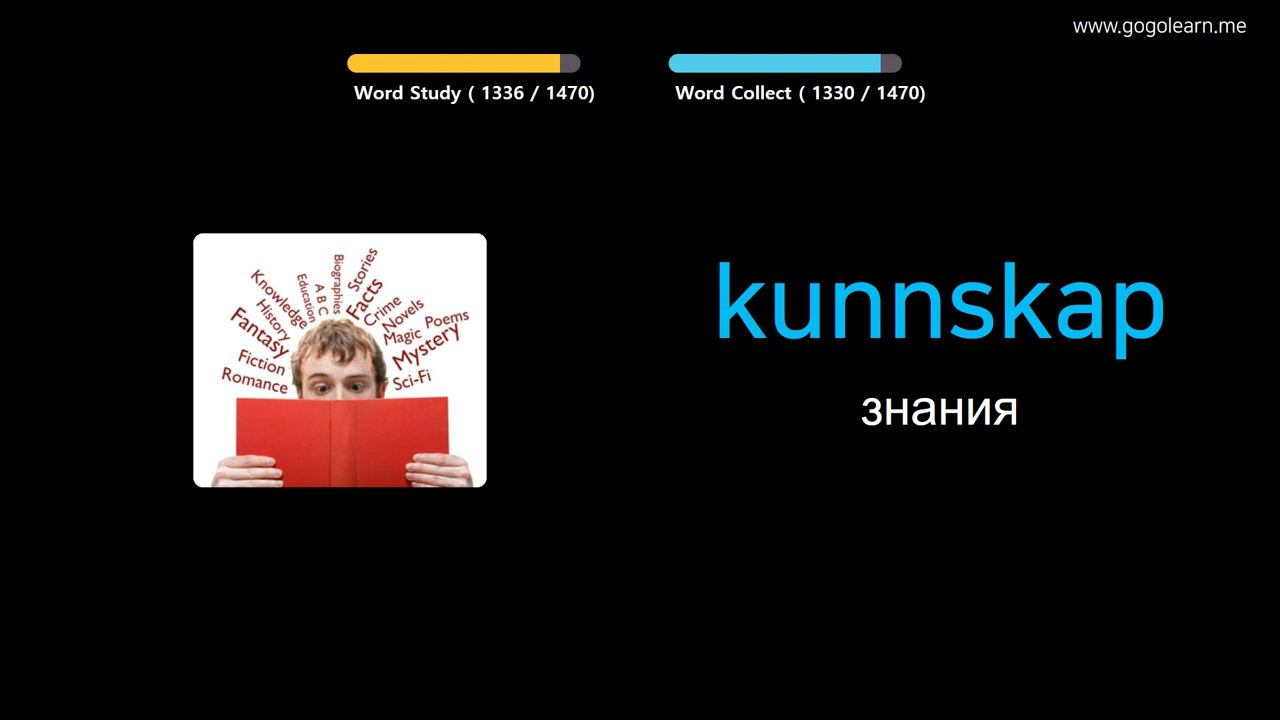 www.gogolearn.me
Word Study ( 1336 / 1470)
Word Collect ( 1330 / 1470)
Knowledge
History
Fantasy
Fiction
Romance
Education
A B C
Biographies
Stories
Facts
Crime
Novels
Magic
Poems
Mystery
Sci-Fi
kunnskap
знания